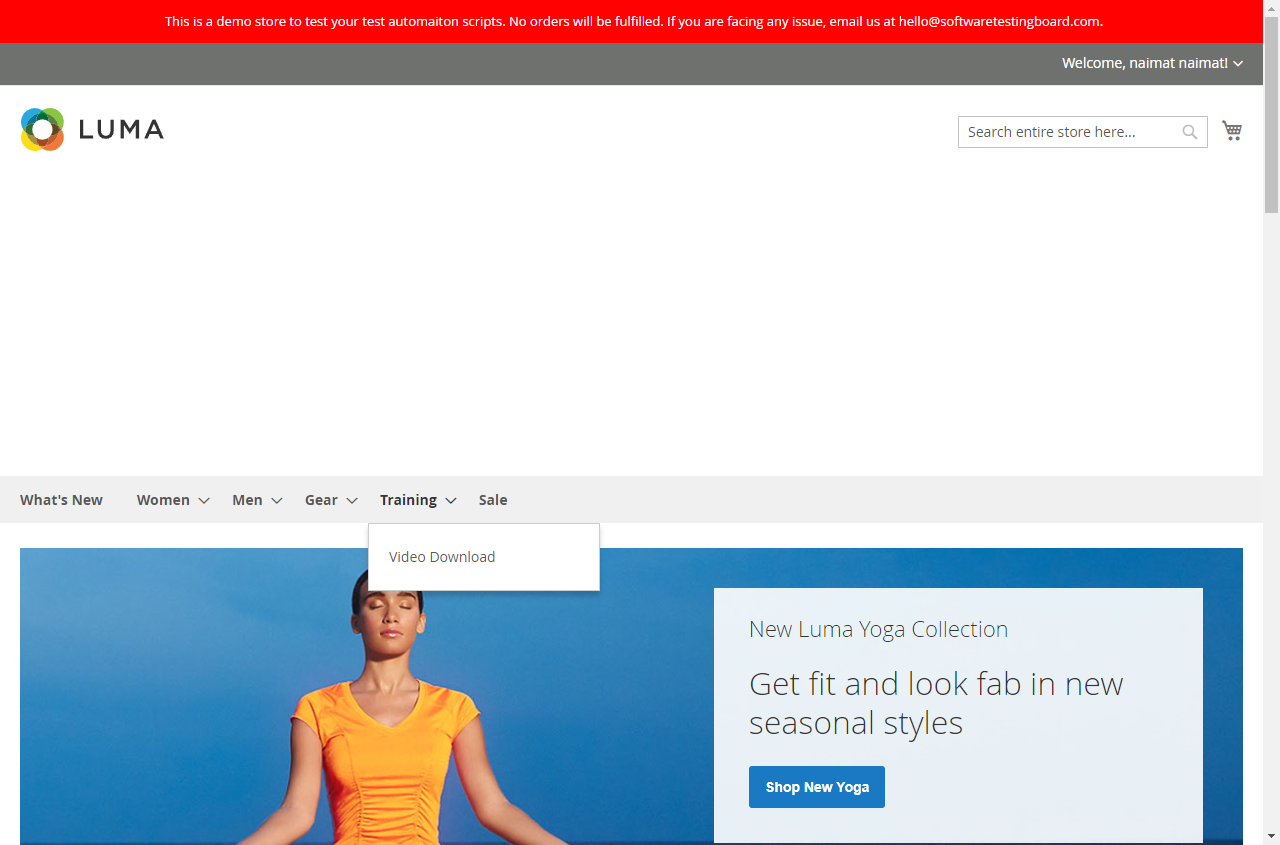 This is a demo store to test your test automaiton scripts. No orders will be fulfilled. If you are facing any issue, email us at hello@softwaretestingboard.com.
Welcome, naimat naimat!
LUMA
Search entire store here...
What's New
Women
Men
Gear
Training
Sale
Video Download
New Luma Yoga Collection
Get fit and look fab in new
seasonal styles
Shop New Yoga